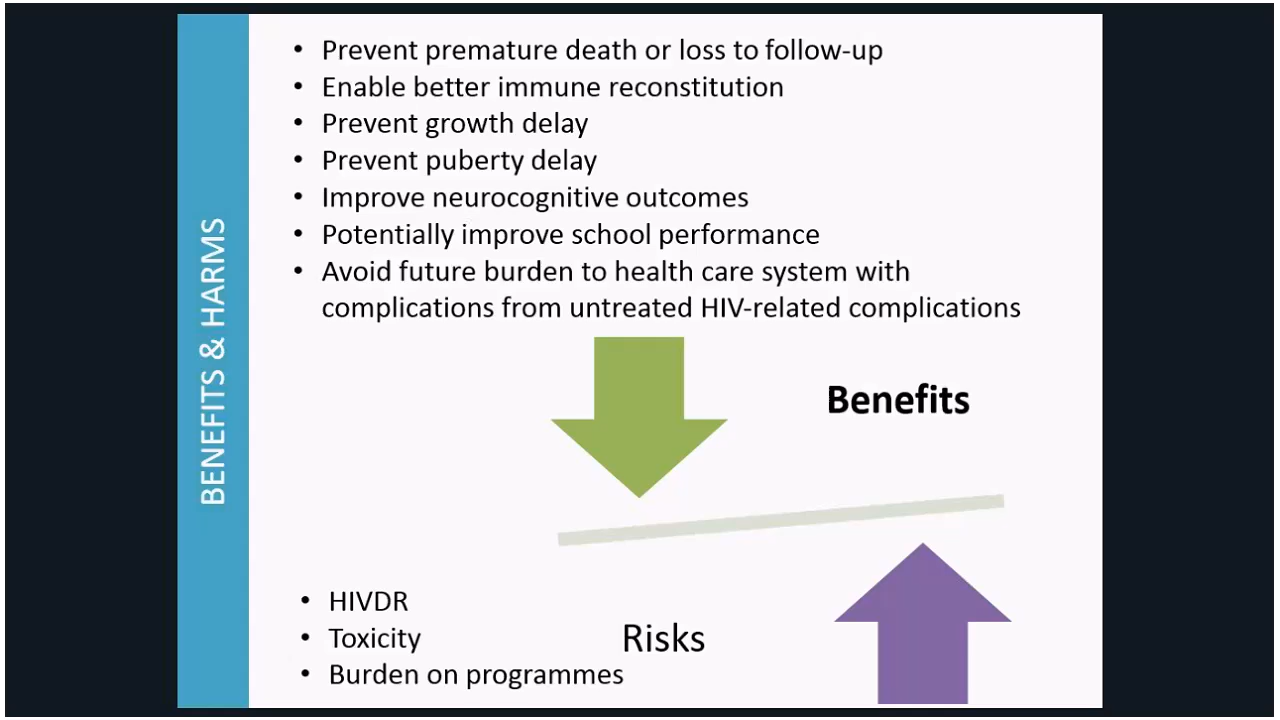 BENEFITS & HARMS
• Prevent premature death or loss to follow-up
• Enable better immune reconstitution
• Prevent growth delay
• Prevent puberty delay
• Improve neurocognitive outcomes
• Potentially improve school performance
• Avoid future burden to health care system with
complications from untreated HIV-related complications
Benefits
• HIVDR
• Toxicity
• Burden on programmes
Risks